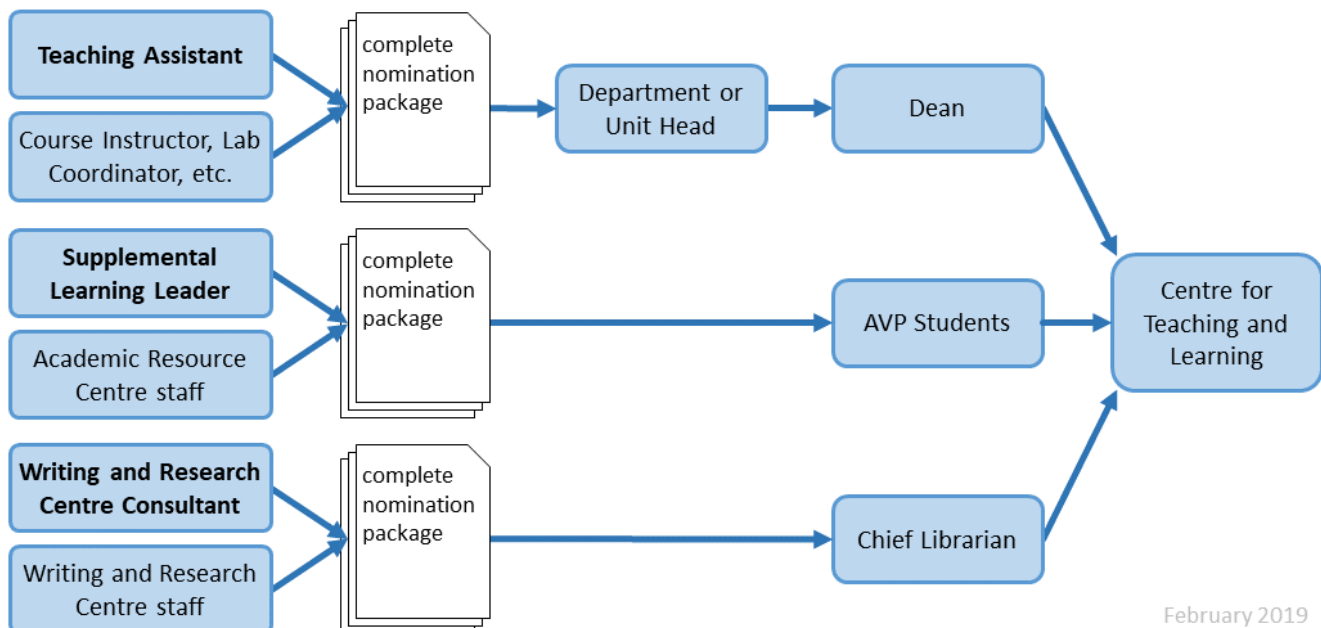 Teaching Assistant
Course Instructor, Lab
Coordinator, etc.
complete
nomination
package
Department or
Unit Head
Dean
Supplemental
Learning Leader
Academic Resource
Centre staff
complete
nomination
package
AVP Students
Centre for
Teaching and
Learning
Writing and Research
Centre Consultant
Writing and Research
Centre staff
complete
nomination
package
Chief Librarian
February 2019